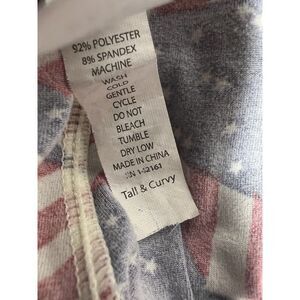 92% POLYESTER
8% SPANDEX
MACHINE
WASH
COLD
GENTLE
CYCLE
DO NOT
BLEACH
TUMBLE
DRY LOW
MADE IN CHINA
Tall & Curvy